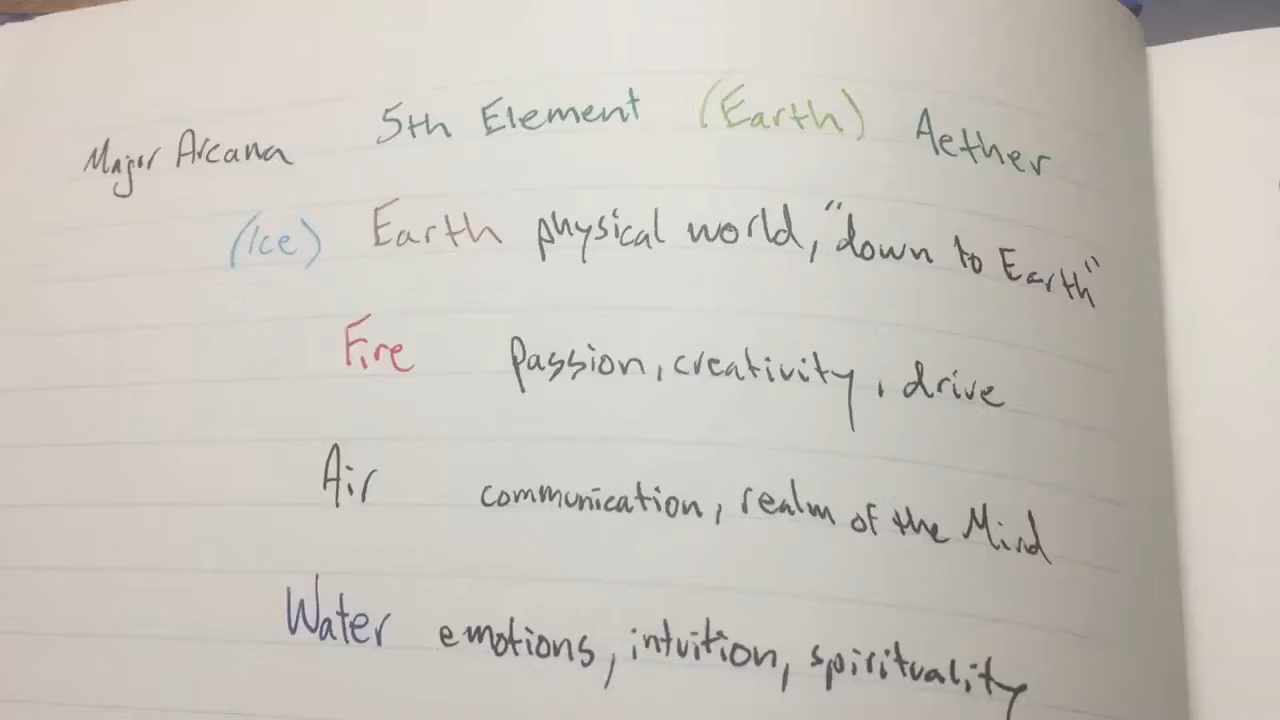 Major Arcana 5th Element (Earth) Aether
(Ice) Earth physical world, "down to Earth"
Fire passion, creativity, drive
Air communication, realm of the Mind
Water emotions, intuition, spirituality